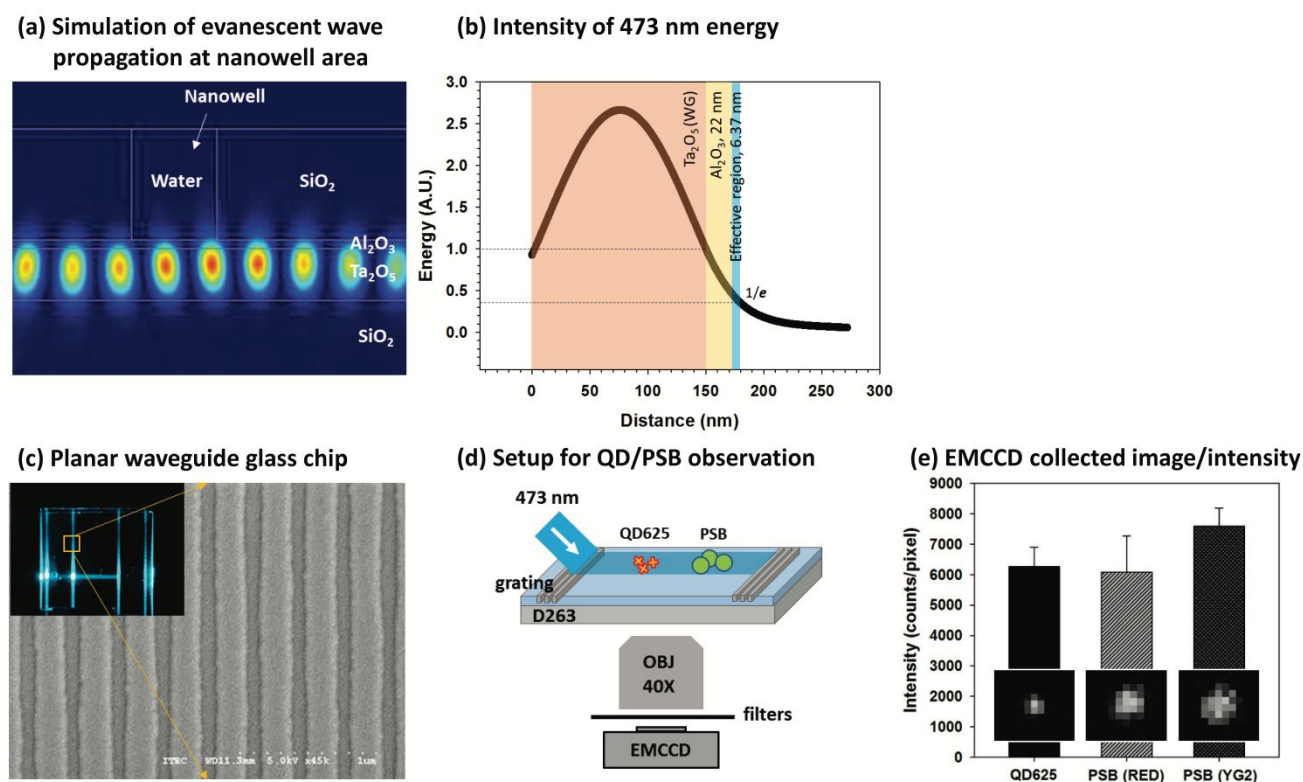 (a) Simulation of evanescent wave
propagation at nanowell area
Nanowell
Water
SiO₂
Al₂O₃
Ta₂O₅
SiO₂
(b) Intensity of 473 nm energy
Energy (A.U.)
3.0
2.5
2.0
1.5
1.0
0.5
0.0
Ta₂O₅ (WG)
Al₂O₃, 22 nm
Effective region, 6.37 nm
1/e
0 50 100 150 200 250 300
Distance (nm)
(c) Planar waveguide glass chip
ITRC WD11.3mm 5.0kV x45k 1um
(d) Setup for QD/PSB observation
473 nm
QD625
PSB
grating
D263
OBJ
40X
filters
EMCCD
(e) EMCCD collected image/intensity
Intensity (counts/pixel)
9000
8000
7000
6000
5000
4000
3000
2000
1000
0
QD625 PSB (RED) PSB (YG2)